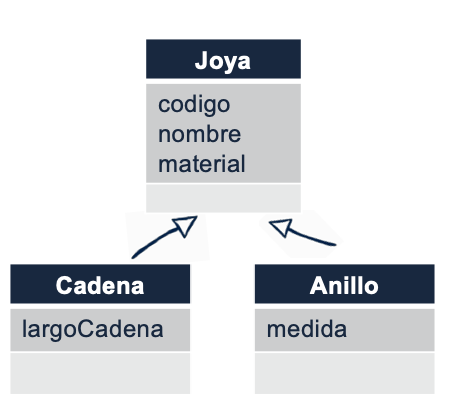 Joya
codigo
nombre
material
Cadena
largoCadena
Anillo
medida